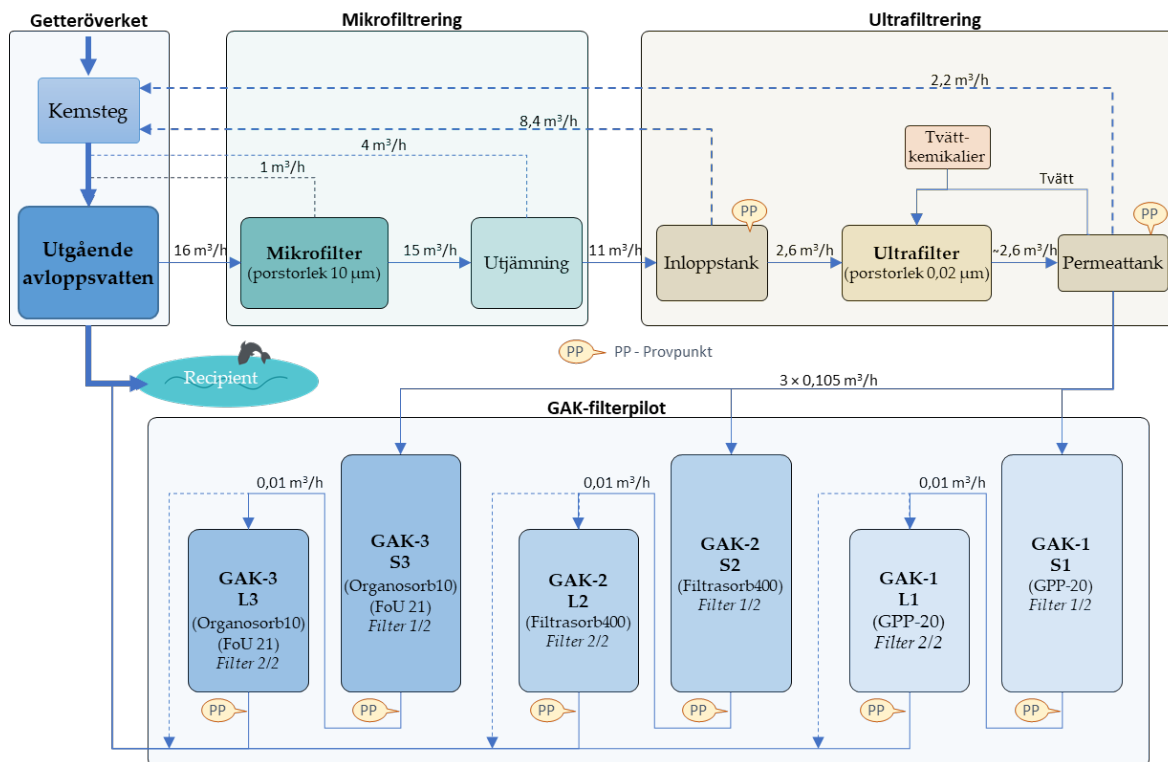 Getteröverket
Mikrofiltrering
Ultrafiltrering
Kemsteg
2,2 m³/h
8,4 m³/h
4 m³/h
1 m³/h
Tvätt-
kemikalier
Tvätt
PP
PP
Utgående
avloppsvatten
16 m³/h
Mikrofilter
(porstorlek 10 µm)
15 m³/h
Utjämning
11 m³/h
Inloppstank
2,6 m³/h
Ultrafilter
(porstorlek 0,02 µm)
~2,6 m³/h
Permeattank
PP
PP - Provpunkt
Recipient
3 × 0,105 m³/h
GAK-filterpilot
0,01 m³/h
0,01 m³/h
0,01 m³/h
GAK-3
L3
(Organosorb10)
(FoU 21)
Filter 2/2
GAK-3
S3
(Organosorb10)
(FoU 21)
Filter 1/2
GAK-2
L2
(Filtrasorb400)
Filter 2/2
GAK-2
S2
(Filtrasorb400)
Filter 1/2
GAK-1
L1
(GPP-20)
Filter 2/2
GAK-1
S1
(GPP-20)
Filter 1/2
PP
PP
PP
PP
PP
PP